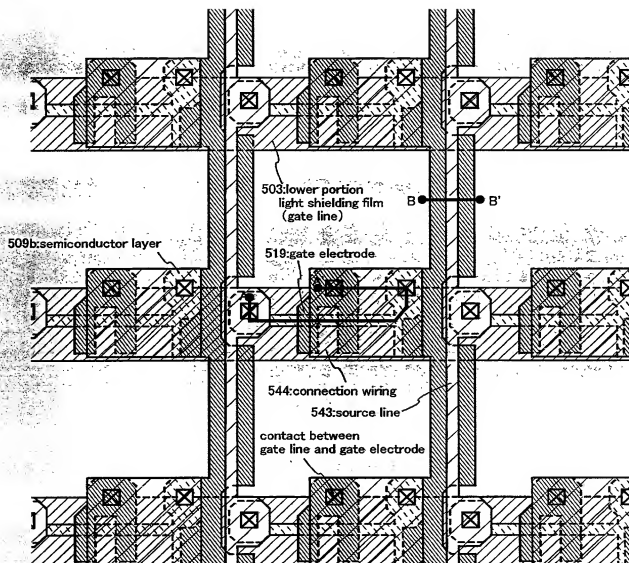 503:lower portion
light shielding film
(gate line)
B
B'
509b:semiconductor layer
519:gate electrode
544:connection wiring
543:source line
contact between
gate line and gate electrode